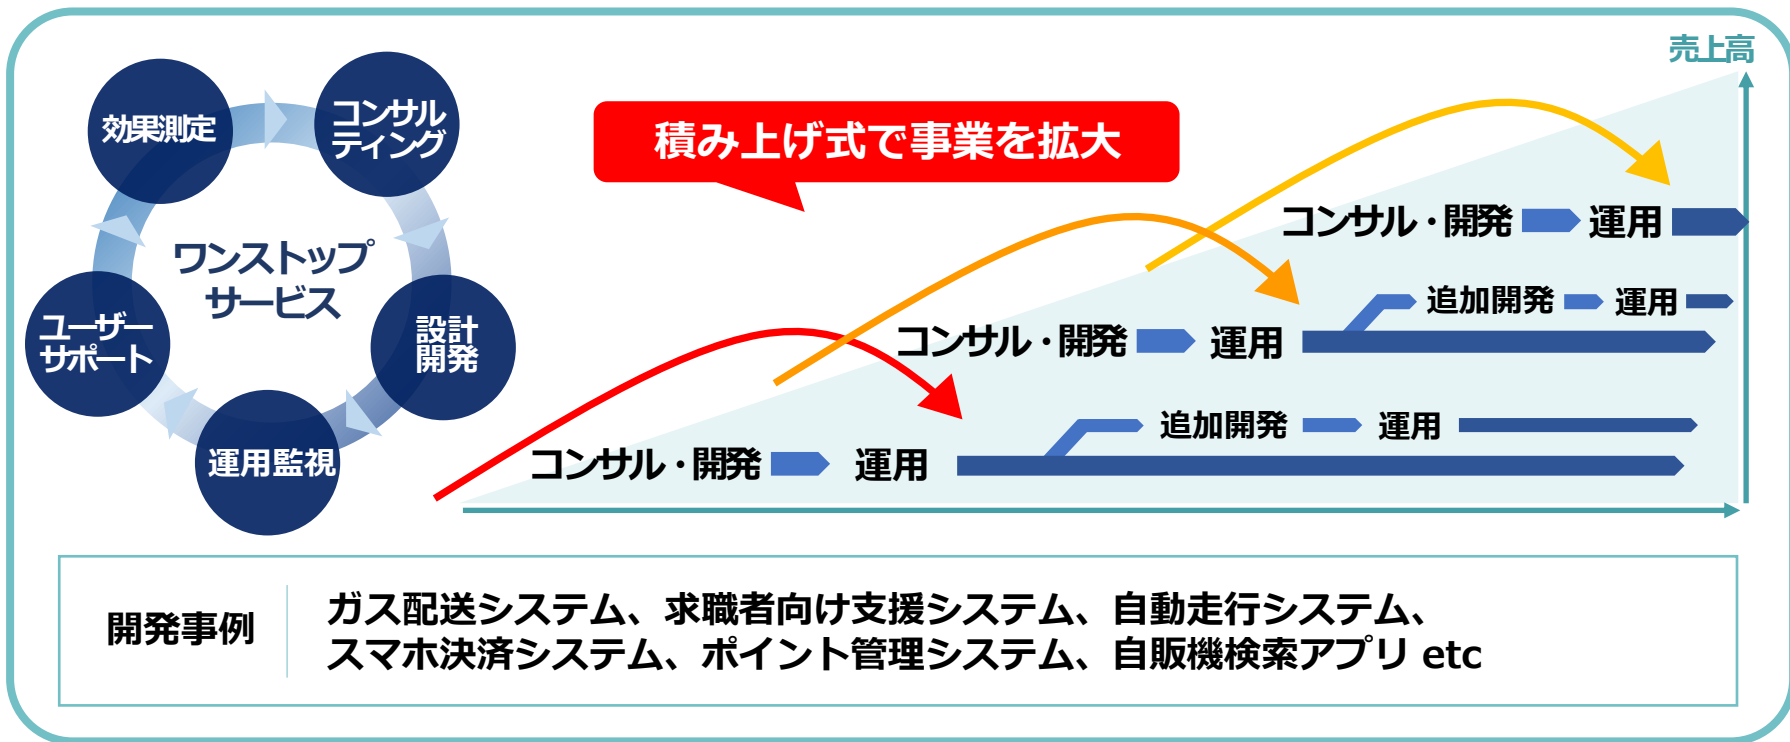 売上高
積み上げ式で事業を拡大
効果測定
コンサル
ティング
ワンストップ
サービス
ユーザー
サポート
設計
開発
運用監視
コンサル・開発
運用
コンサル・開発
運用
追加開発
運用
コンサル・開発
運用
追加開発
運用
開発事例
ガス配送システム、求職者向け支援システム、自動走行システム、
スマホ決済システム、ポイント管理システム、自販機検索アプリ etc